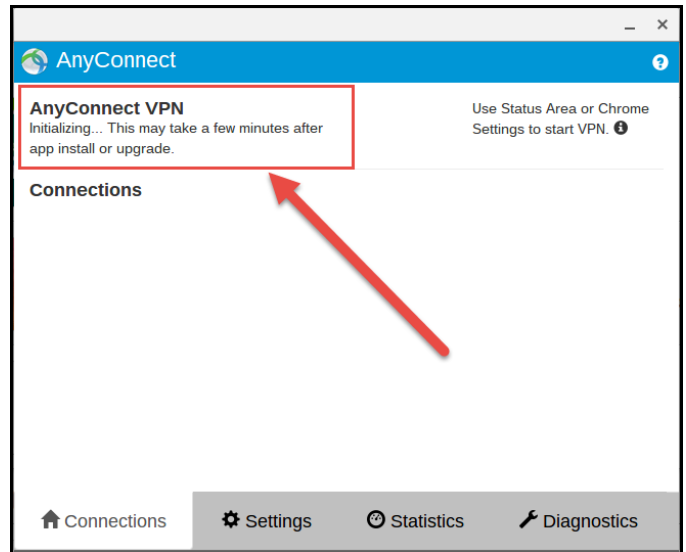 AnyConnect
AnyConnect VPN
Initializing... This may take a few minutes after
app install or upgrade.
Use Status Area or Chrome
Settings to start VPN.
Connections
Connections
Settings
Statistics
Diagnostics